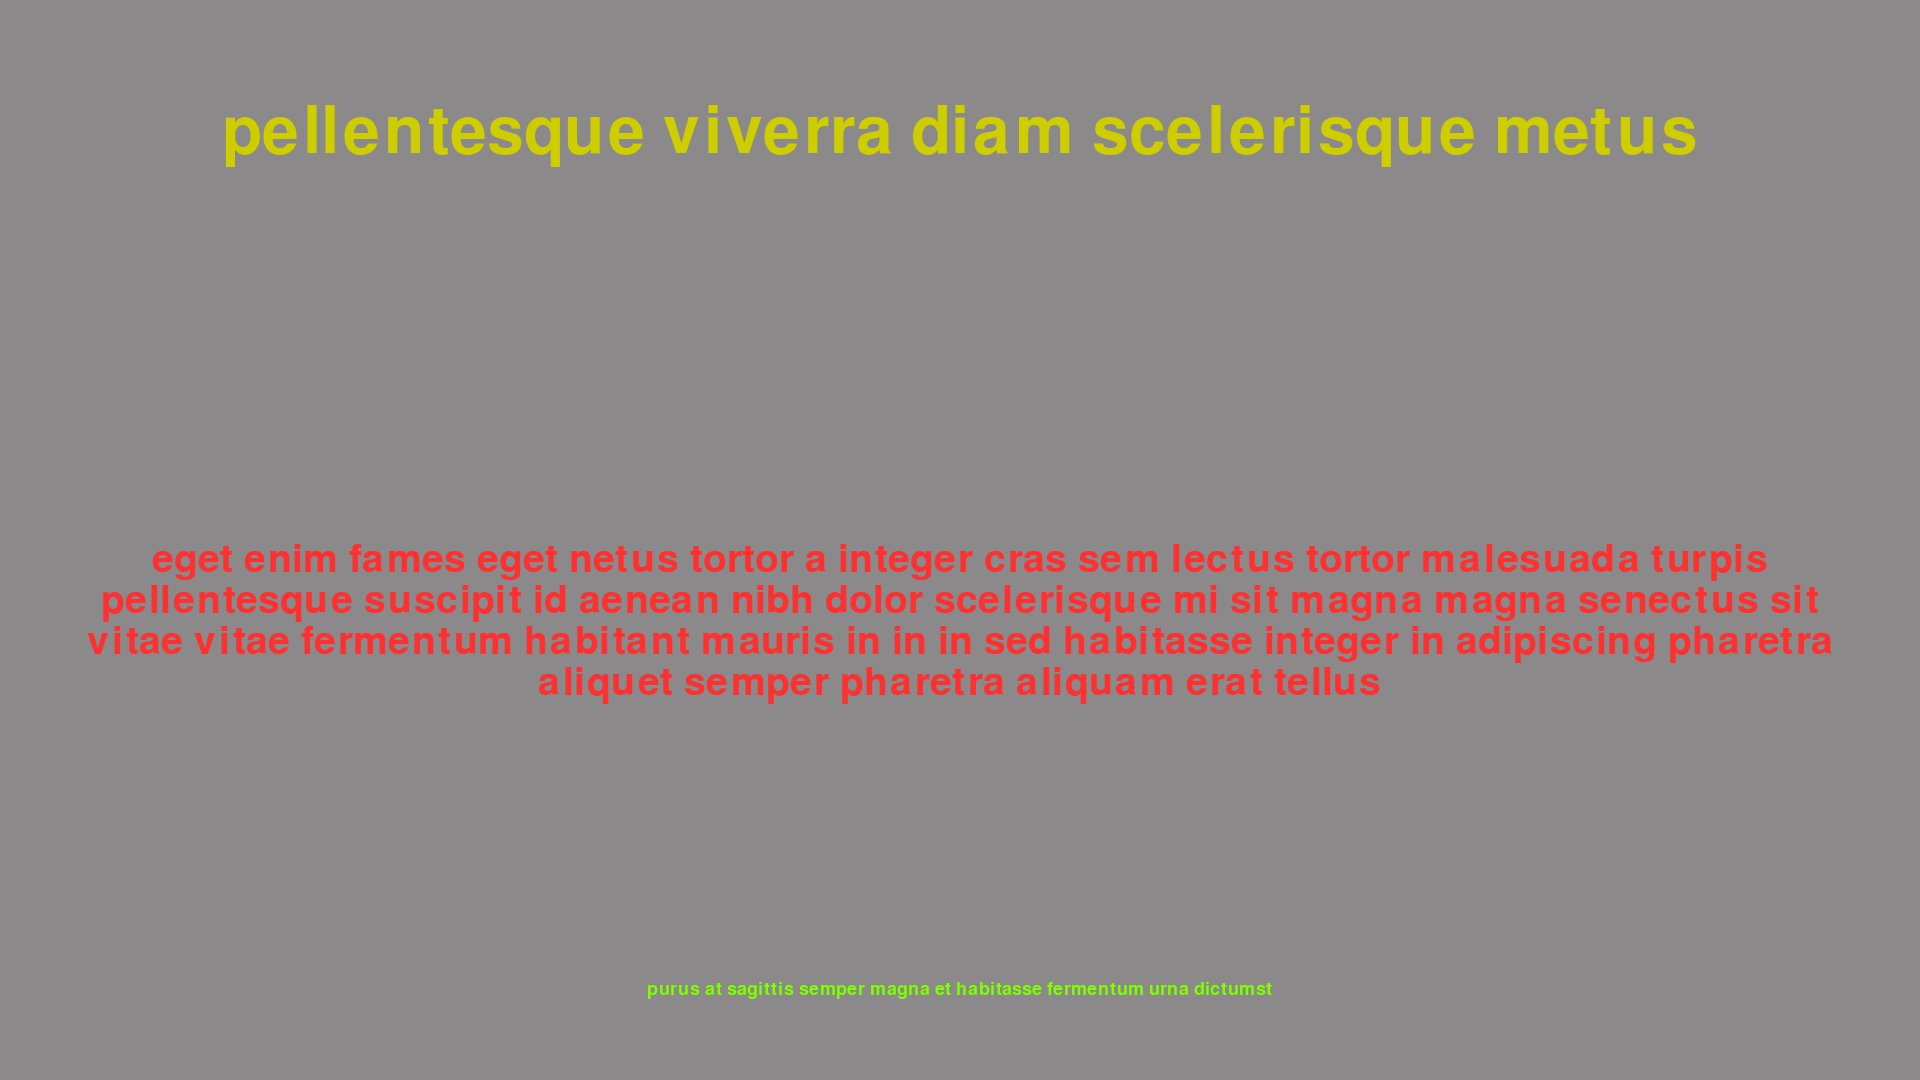 pellentesque viverra diam scelerisque metus
eget enim fames eget netus tortor a integer cras sem lectus tortor malesuada turpis
pellentesque suscipit id aenean nibh dolor scelerisque mi sit magna magna senectus sit
vitae vitae fermentum habitant mauris in in in sed habitasse integer in adipiscing pharetra
aliquet semper pharetra aliquam erat tellus
purus at sagittis semper magna et habitasse fermentum urna dictumst